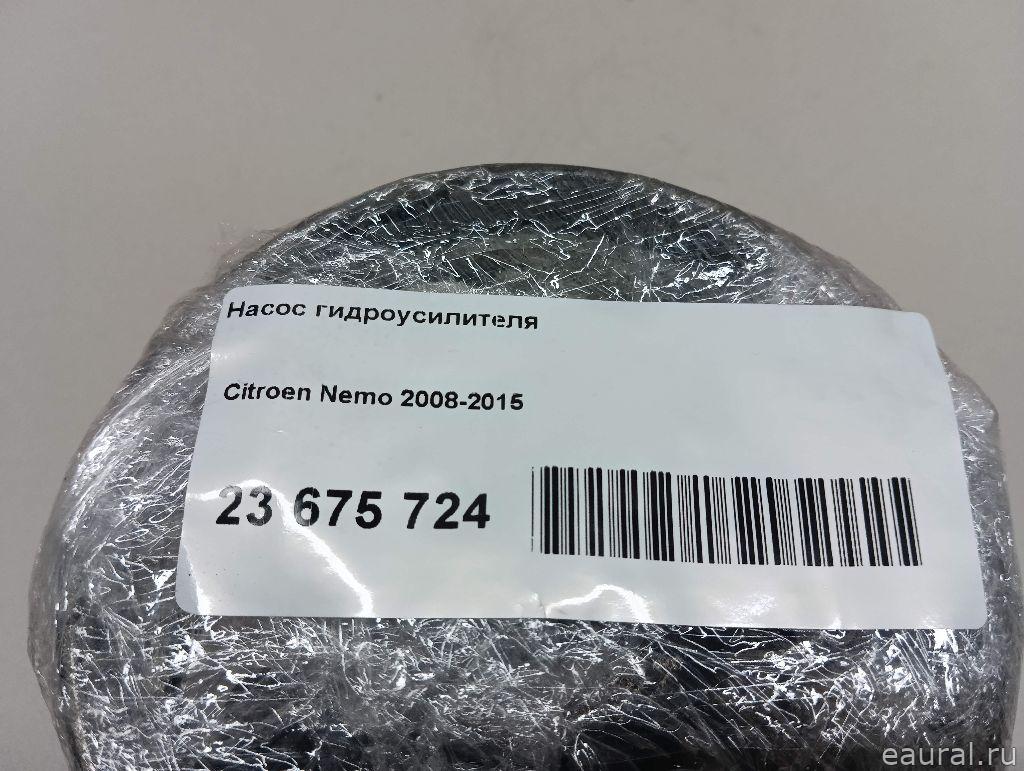 Насос гидроусилителя
Citroen Nemo 2008-2015
23 675 724
eaural.ru